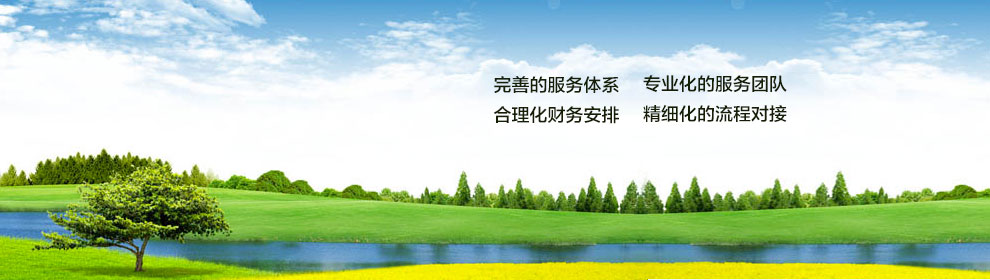 完善的服务体系 专业化的服务团队
合理化财务安排 精细化的流程对接